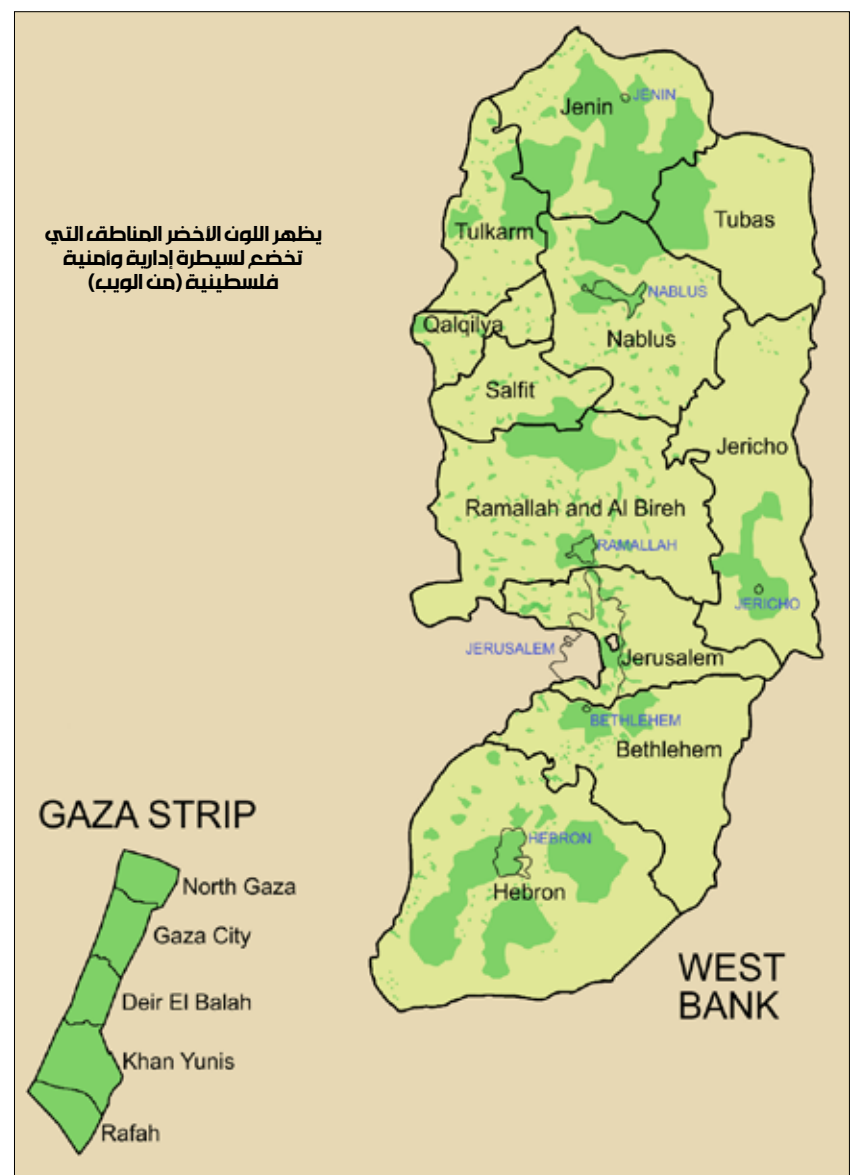 Jenin
JENIN
Tubas
يظهر اللون الأخضر المناطق التي
تخضع لسيطرة إدارية وأمنية
فلسطينية (من الويب)
Tulkarm
NABLUS
Qalqilya
Nablus
Salfit
Jericho
Ramallah and Al Bireh
RAMALLAH
JERICHO
JERUSALEM
Jerusalem
BETHLEHEM
Bethlehem
GAZA STRIP
HEBRON
North Gaza
Hebron
Gaza City
WEST
BANK
Deir El Balah
Khan Yunis
Rafah